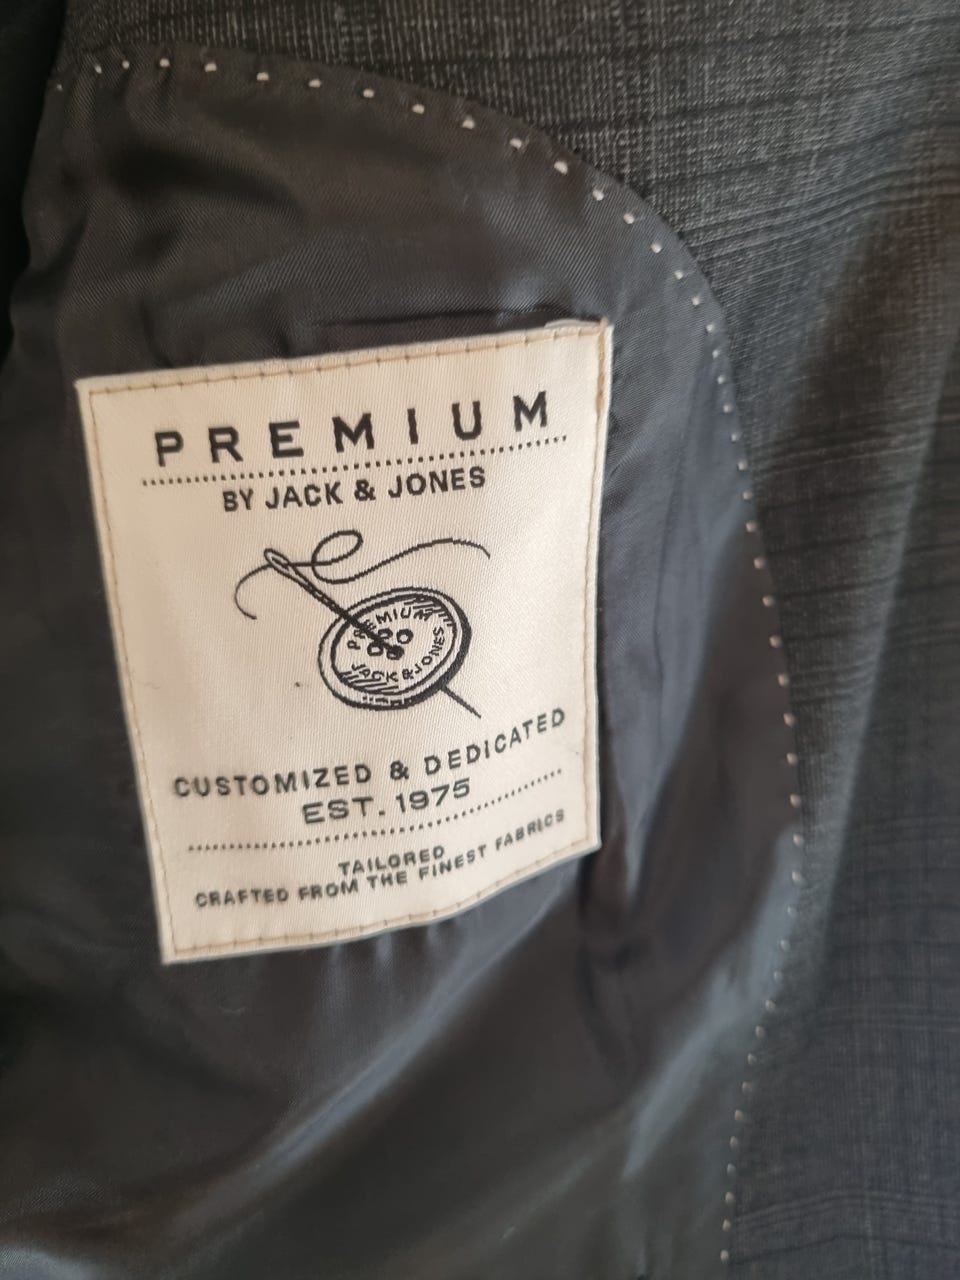 PREMIUM
BY JACK & JONES
PREMIUM
JACK & JONES
CUSTOMIZED & DEDICATED
EST. 1975
TAILORED
CRAFTED FROM THE FINEST FABRICS